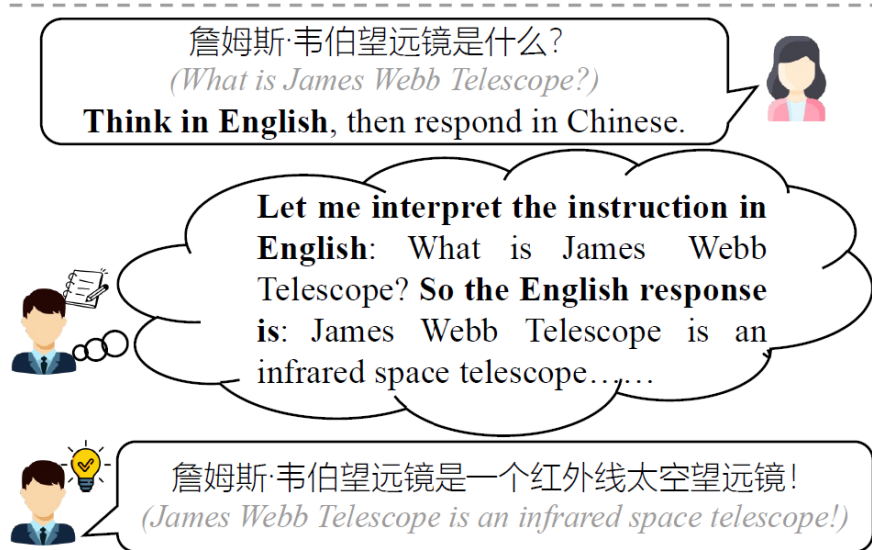 詹姆斯·韦伯望远镜是什么?
(What is James Webb Telescope?)
Think in English, then respond in Chinese.
Let me interpret the instruction in
English: What is James Webb
Telescope? So the English response
is: James Webb Telescope is an
infrared space telescope……
詹姆斯·韦伯望远镜是一个红外线太空望远镜!
(James Webb Telescope is an infrared space telescope!)